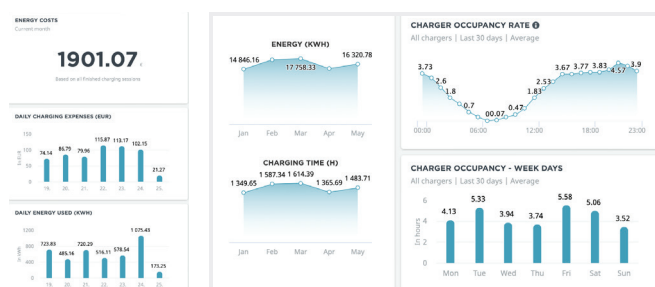 ENERGY COSTS
Current month
1901.07 €
Based on all finished charging sessions
DAILY CHARGING EXPENSES (EUR)
150
100
50
0
In EUR
74.14 86.79 79.96 115.87 113.17 102.15 21.27
19. 20. 21. 22. 23. 24. 25.
DAILY ENERGY USED (KWH)
1200
800
400
0
In kWh
723.83 485.16 720.29 516.11 578.54 1 075.43 173.25
19. 20. 21. 22. 23. 24. 25.
ENERGY (KWH)
14 846.16 17 758.33 16 320.78
Jan Feb Mar Apr May
CHARGING TIME (H)
1 349.65 1 587.34 1 614.39 1 365.69 1 483.71
Jan Feb Mar Apr May
CHARGER OCCUPANCY RATE
All chargers | Last 30 days | Average
3.73 2.6 1.8 0.7 0 0.07 0.47 1.83 2.53 3.67 3.77 3.83 4.57 3.9
00:00 06:00 12:00 18:00 23:00
CHARGER OCCUPANCY - WEEK DAYS
All chargers | Last 30 days | Average
6
4
2
0
In hours
4.13 5.33 3.94 3.74 5.58 5.06 3.52
Mon Tue Wed Thu Fri Sat Sun